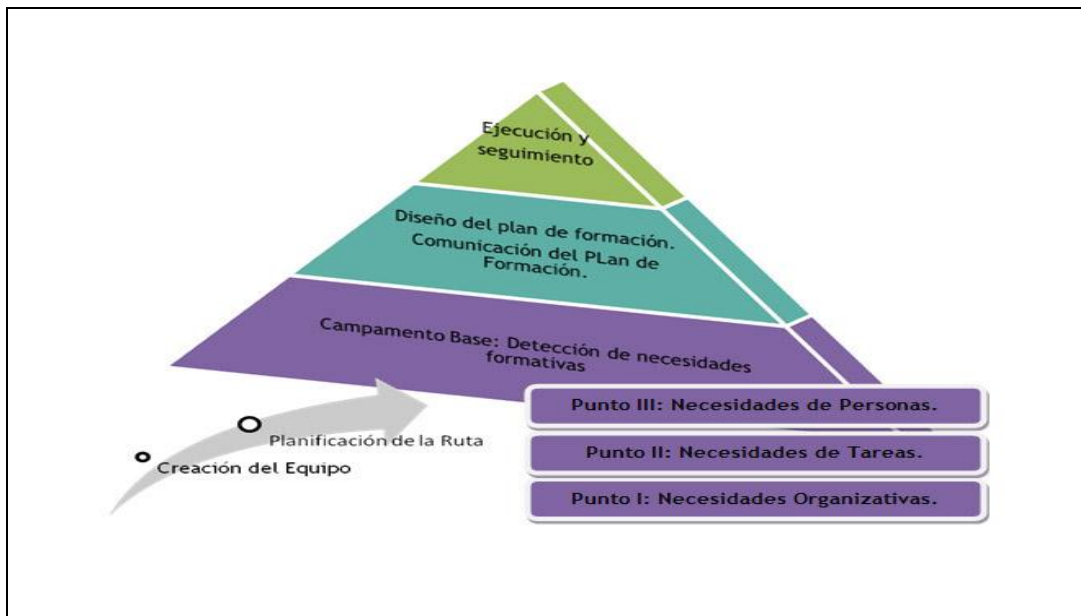 Ejecución y
seguimiento
Diseño del plan de formación.
Comunicación del PLan de
Formación.
Campamento Base: Detección de necesidades
formativas
Punto III: Necesidades de Personas.
Planificación de la Ruta
Punto II: Necesidades de Tareas.
Creación del Equipo
Punto I: Necesidades Organizativas.